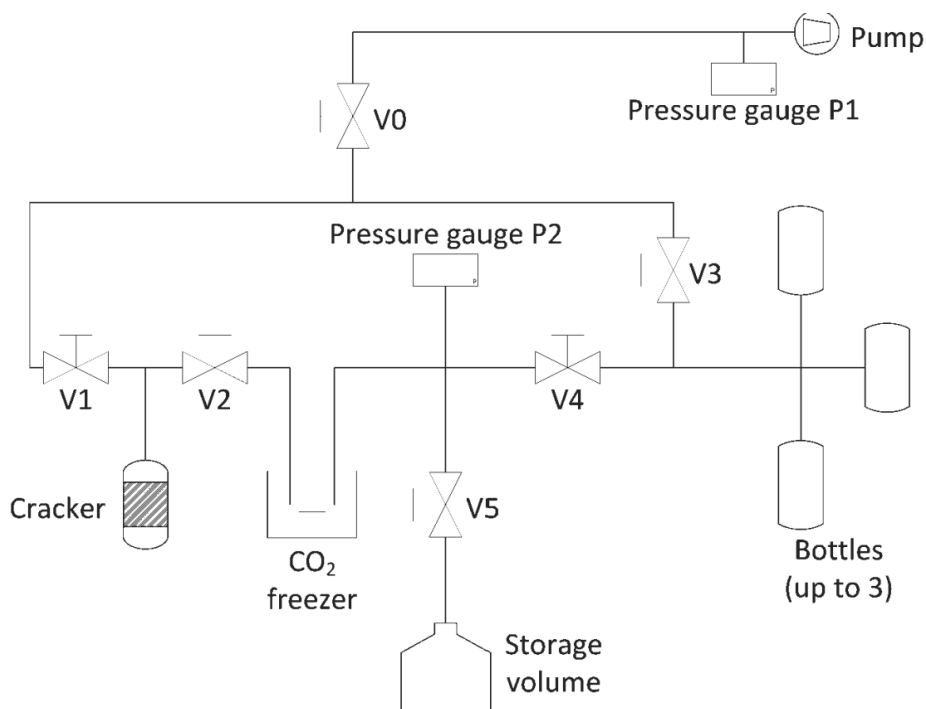 Pump
P
Pressure gauge P1
V0
Pressure gauge P2
P
V3
V1
V2
V4
Cracker
V5
CO₂
freezer
Bottles
(up to 3)
Storage
volume